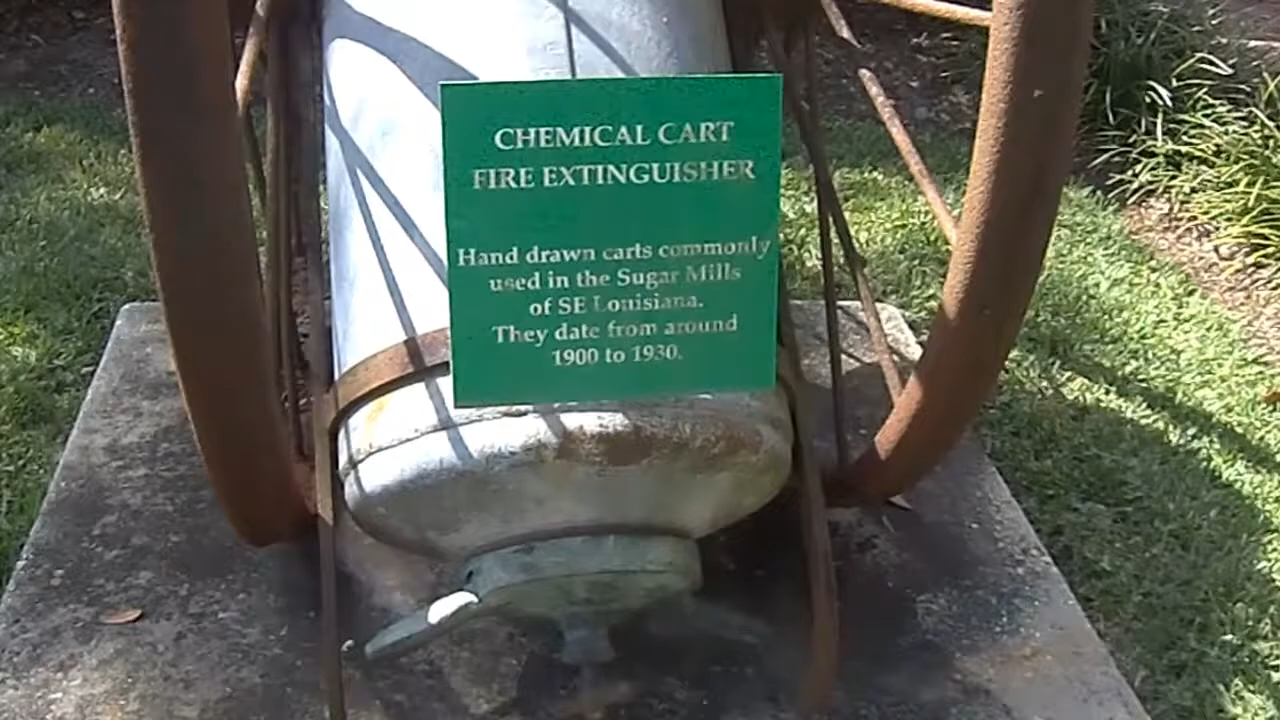 CHEMICAL CART
FIRE EXTINGUISHER
Hand drawn carts commonly
used in the Sugar Mills
of SE Louisiana.
They date from around
1900 to 1930.